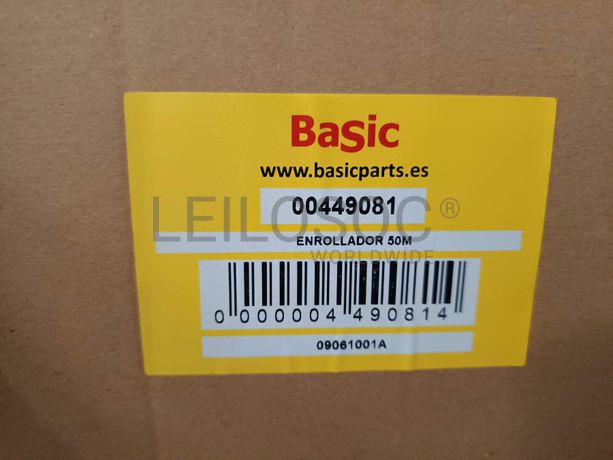 BaSic
www.basicparts.es
00449081
LEILOSOC®
ENROLLADOR 50M
WORLDWIDE
0 000004 490814
09061001A